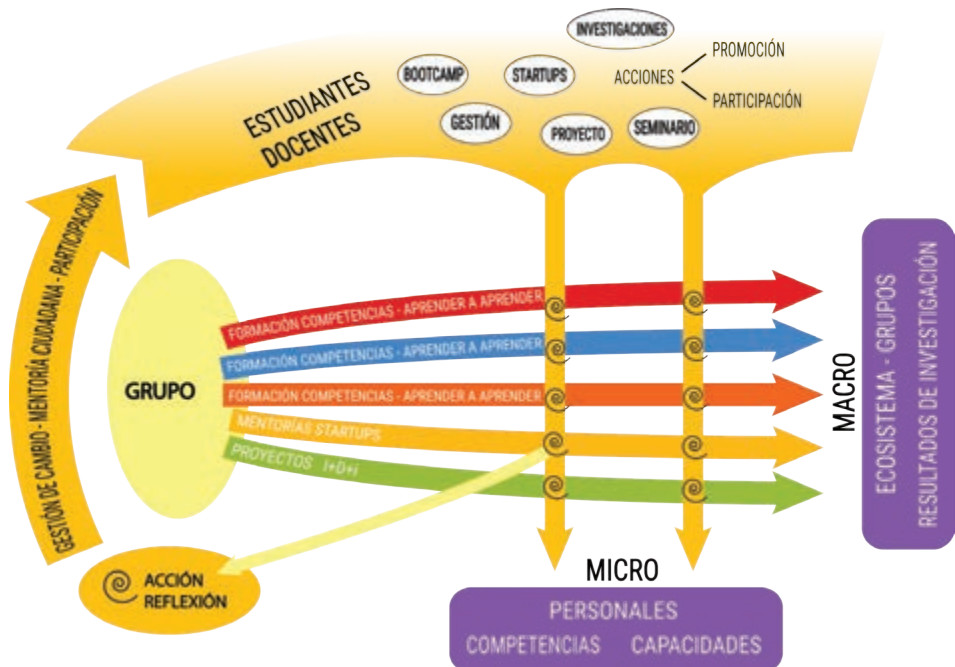 INVESTIGACIONES
PROMOCIÓN
BOOTCAMP
STARTUPS
ACCIONES
PARTICIPACIÓN
ESTUDIANTES
DOCENTES
GESTIÓN
PROYECTO
SEMINARIO
GESTIÓN DE CAMBIO - MENTORÍA CIUDADANA - PARTICIPACIÓN
GRUPO
FORMACIÓN COMPETENCIAS - APRENDER A APRENDER
FORMACIÓN COMPETENCIAS - APRENDER A APRENDER
FORMACIÓN COMPETENCIAS - APRENDER A APRENDER
MENTORÍAS STARTUPS
PROYECTOS I+D+i
MACRO
ECOSISTEMA - GRUPOS
RESULTADOS DE INVESTIGACIÓN
ACCIÓN
REFLEXIÓN
MICRO
PERSONALES
COMPETENCIAS CAPACIDADES